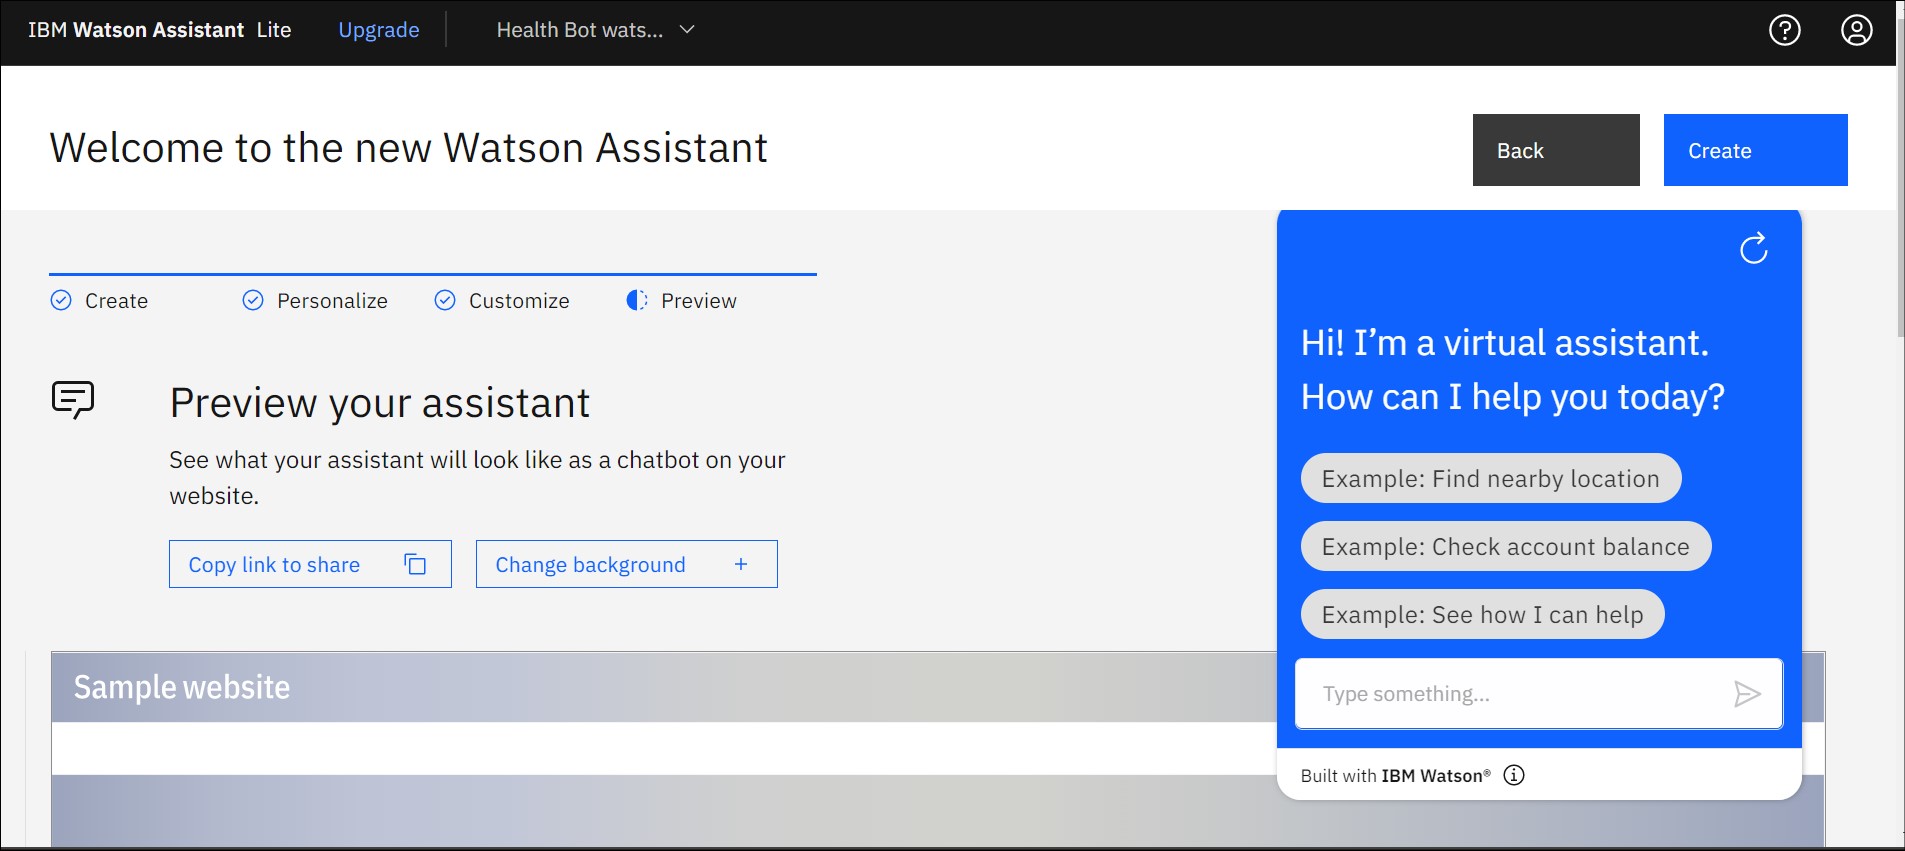 IBM Watson Assistant Lite Upgrade Health Bot wats...
Welcome to the new Watson Assistant
Back
Create
Create
Personalize
Customize
Preview
Preview your assistant
See what your assistant will look like as a chatbot on your
website.
Copy link to share
Change background +
Sample website
Hi! I'm a virtual assistant.
How can I help you today?
Example: Find nearby location
Example: Check account balance
Example: See how I can help
Type something...
Built with IBM Watson®